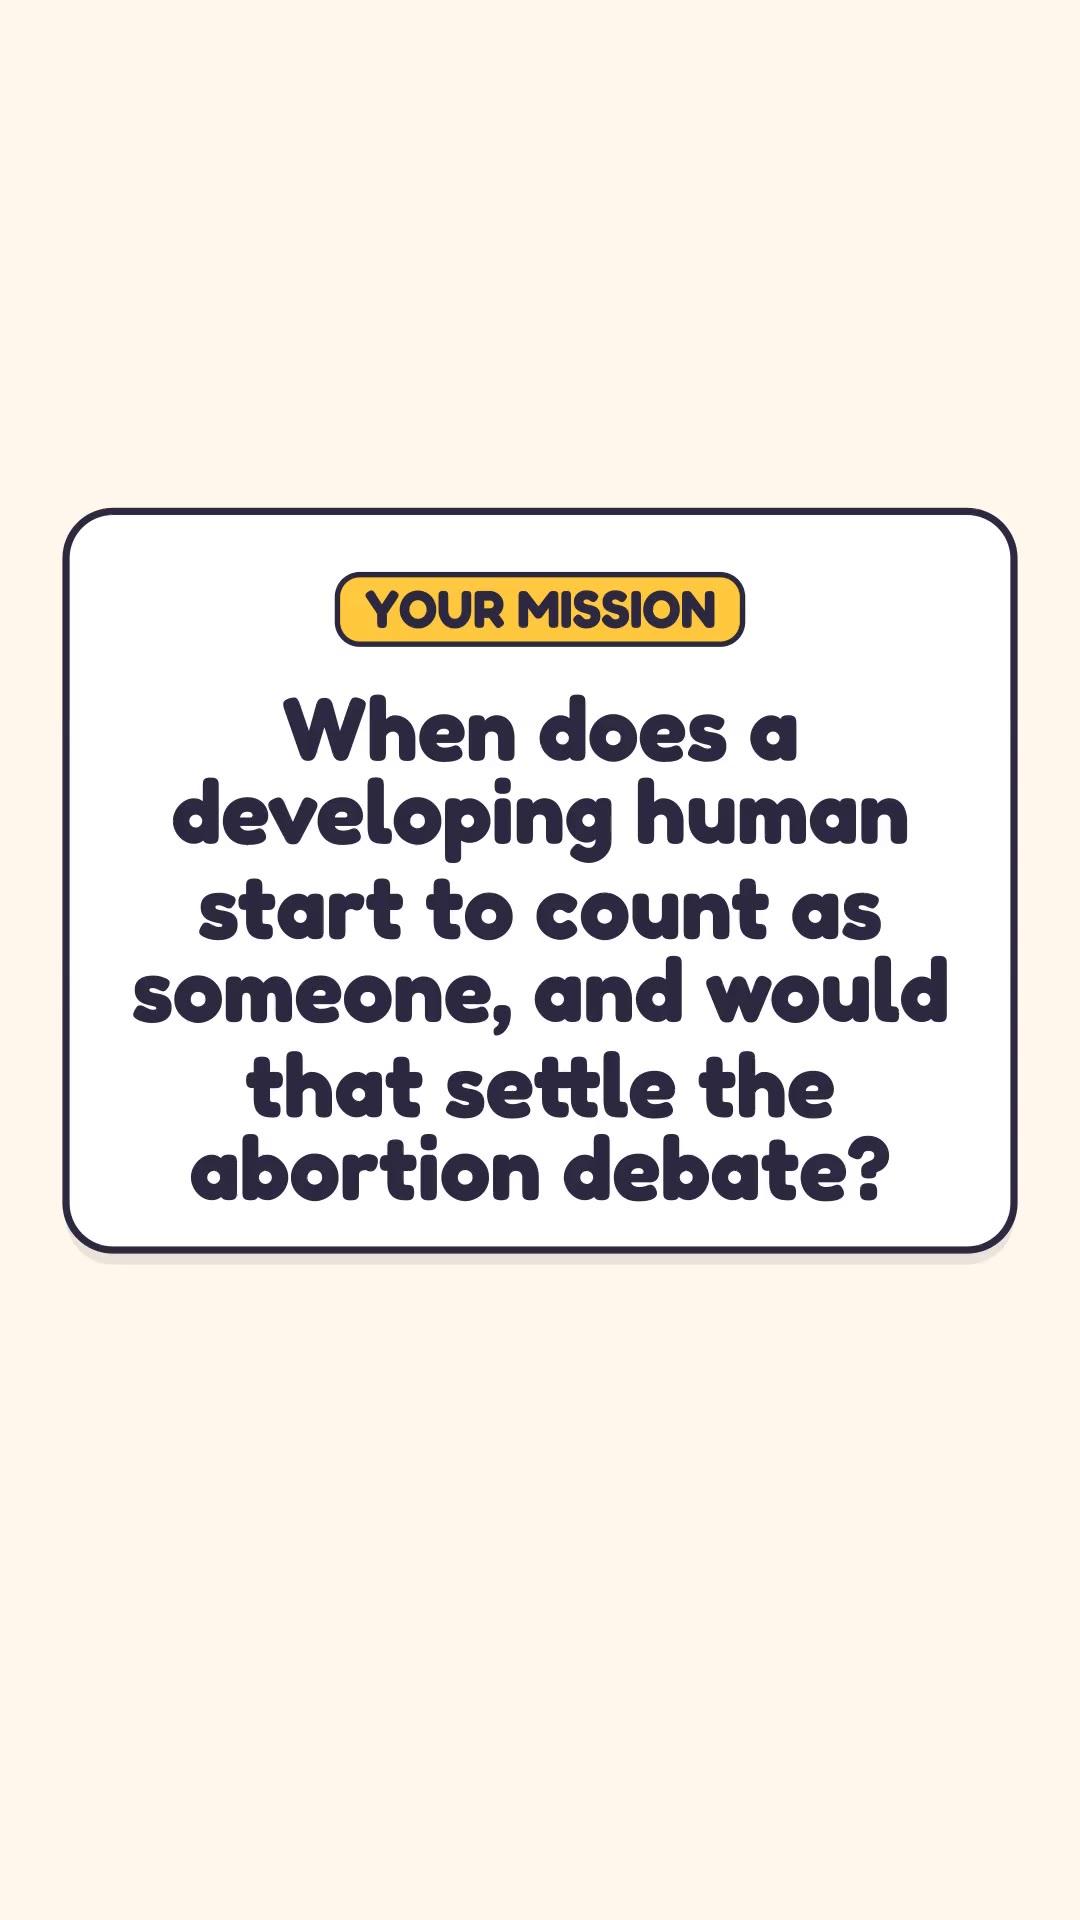 YOUR MISSION
When does a
developing human
start to count as
someone, and would
that settle the
abortion debate?